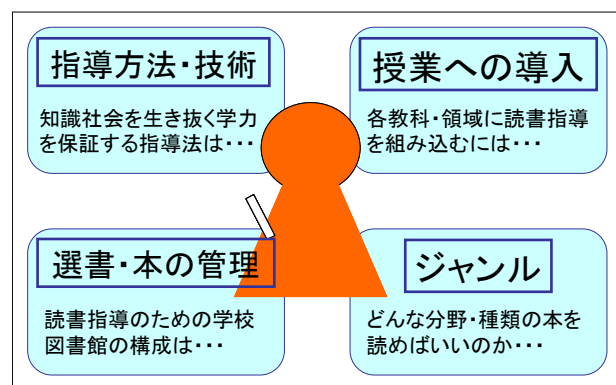 指導方法・技術
知識社会を生き抜く学力
を保証する指導法は・・・
授業への導入
各教科・領域に読書指導
を組み込むには・・・
選書・本の管理
読書指導のための学校
図書館の構成は・・・
ジャンル
どんな分野・種類の本を
読めばいいのか・・・